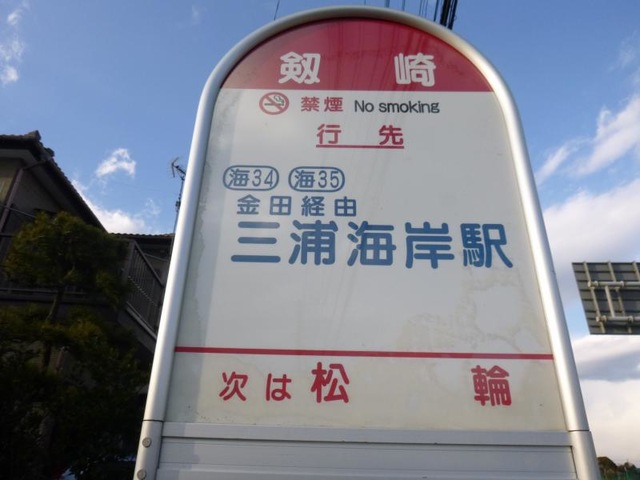 剱崎
禁煙 No smoking
行先
海34 海35
金田経由
三浦海岸駅
次は 松輪